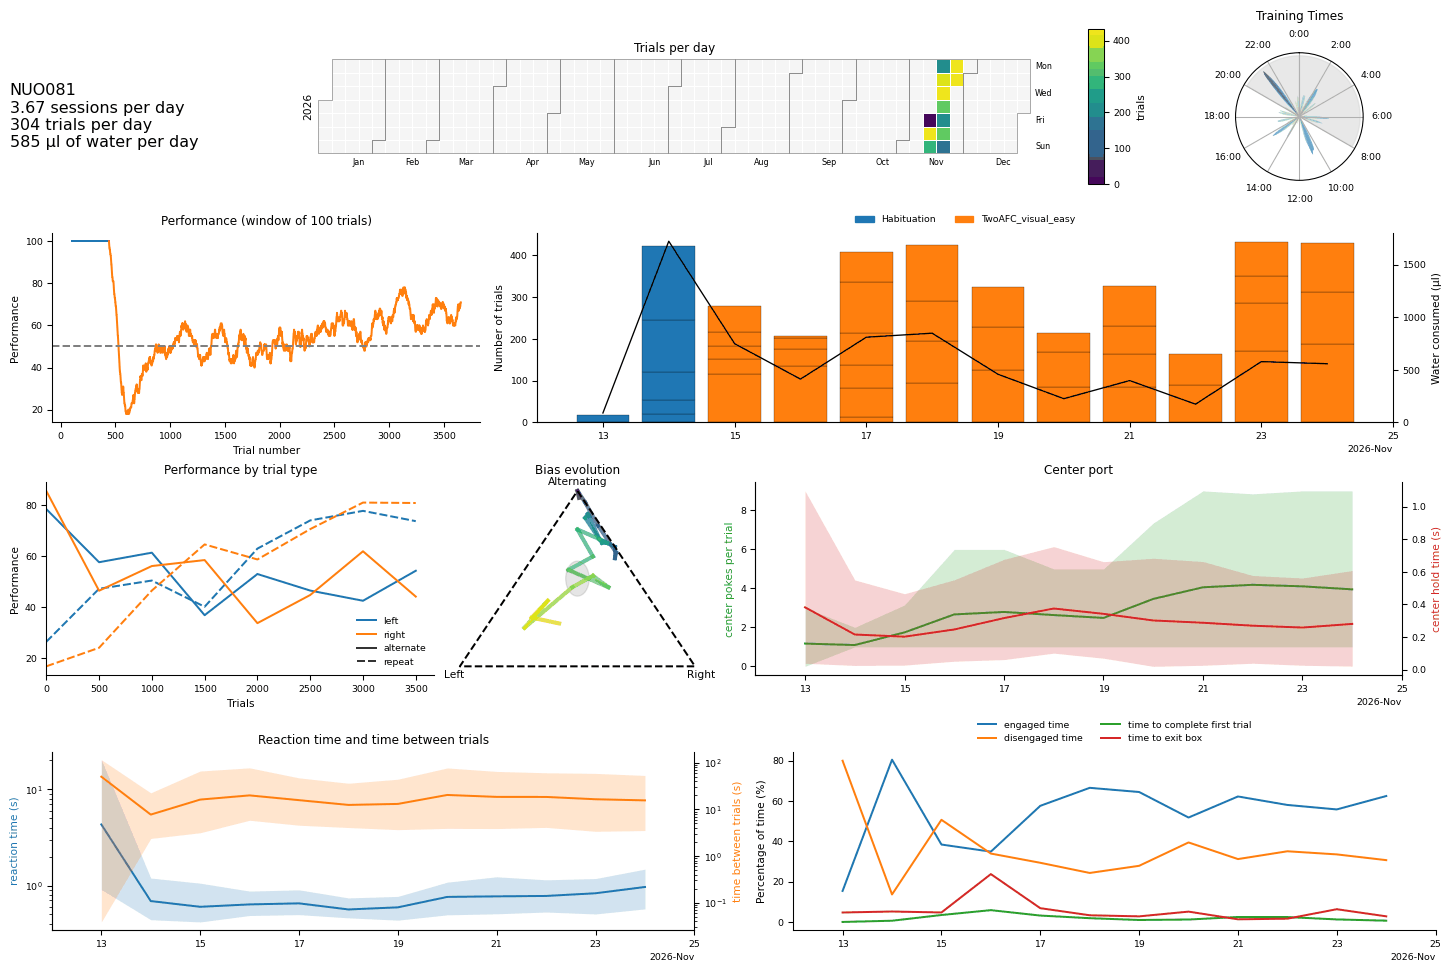 NUO081
3.67 sessions per day
304 trials per day
585 µl of water per day
Trials per day
2026
Jan Feb Mar Apr May Jun Jul Aug Sep Oct Nov Dec
Mon
Wed
Fri
Sun
400
300
200
100
0
trials
Training Times
0:00
2:00
4:00
6:00
8:00
10:00
12:00
14:00
16:00
18:00
20:00
22:00
Performance (window of 100 trials)
Performance
100
80
60
40
20
0 500 1000 1500 2000 2500 3000 3500
Trial number
Habituation
TwoAFC_visual_easy
Number of trials
400
300
200
100
0
1500
1000
500
0
Water consumed (µl)
13 15 17 19 21 23 25
2026-Nov
Performance by trial type
Performance
80
60
40
20
left
right
alternate
repeat
0 500 1000 1500 2000 2500 3000 3500
Trials
Bias evolution
Alternating
Left
Right
Center port
center pokes per trial
8
6
4
2
0
1.0
0.8
0.6
0.4
0.2
0.0
center hold time (s)
13 15 17 19 21 23 25
2026-Nov
Reaction time and time between trials
reaction time (s)
10¹
10⁰
10²
10¹
10⁰
10⁻¹
time between trials (s)
13 15 17 19 21 23 25
2026-Nov
engaged time
disengaged time
time to complete first trial
time to exit box
Percentage of time (%)
80
60
40
20
0
13 15 17 19 21 23 25
2026-Nov